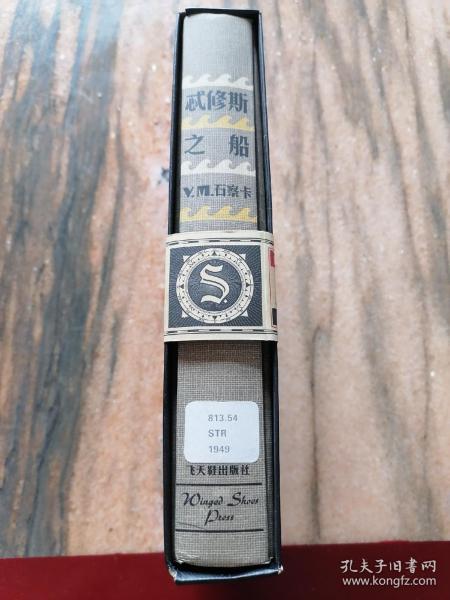 忒修斯
之船
V.M.石察卡
S.
813.54
STR
1949
飞天鞋出版社
Winged Shoes
Press
孔夫子旧书网
www.kongfz.com